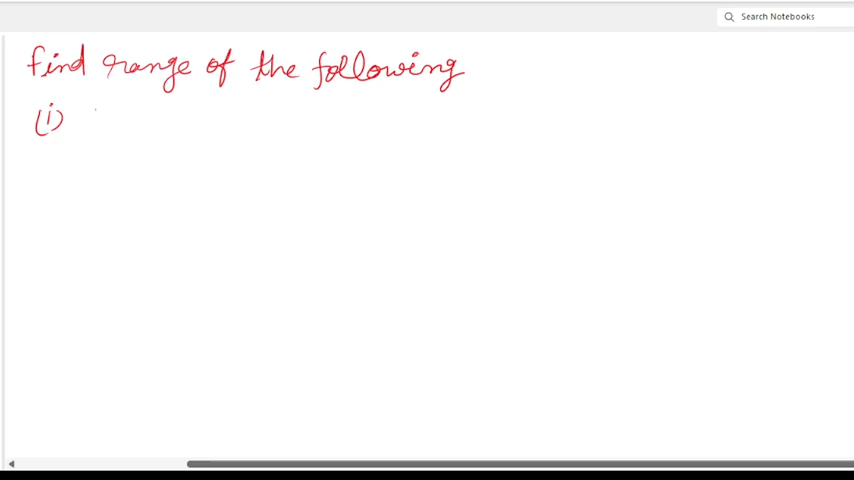 Search Notebooks
find range of the following
(i)